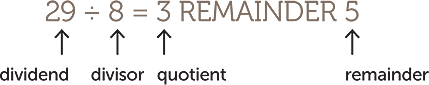 29 ÷ 8 = 3 REMAINDER 5
dividend divisor quotient remainder